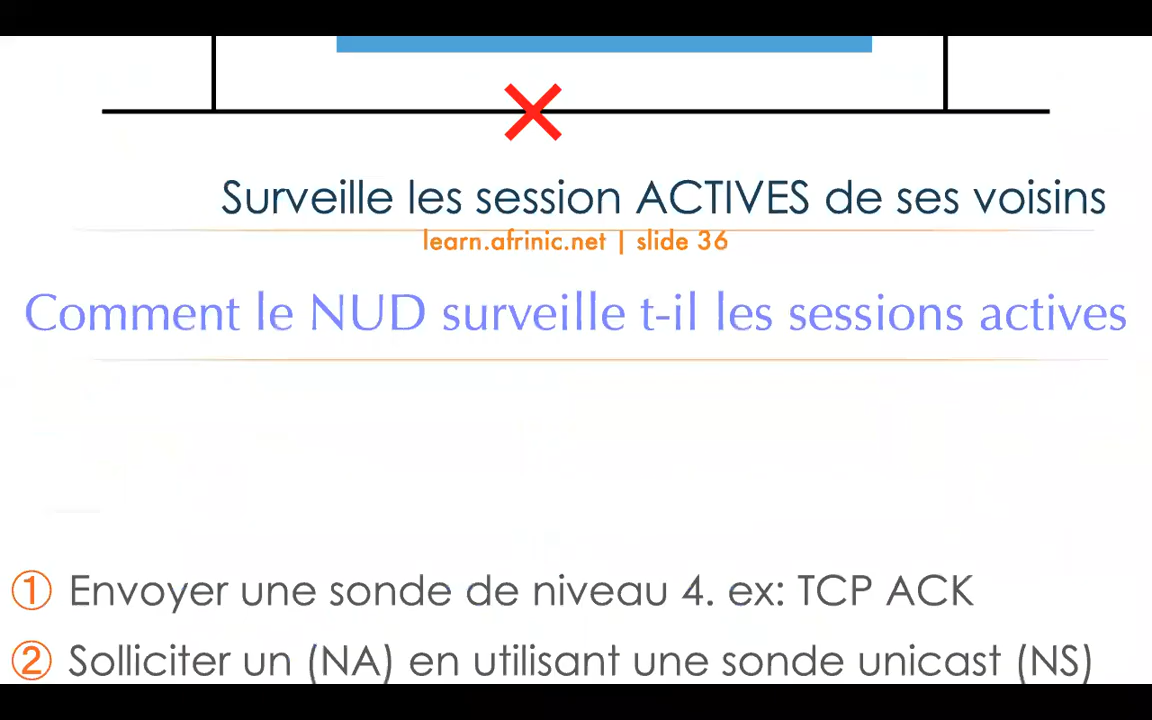 Surveille les session ACTIVES de ses voisins
learn.afrinic.net | slide 36
Comment le NUD surveille t-il les sessions actives
① Envoyer une sonde de niveau 4. ex: TCP ACK
② Solliciter un (NA) en utilisant une sonde unicast (NS)